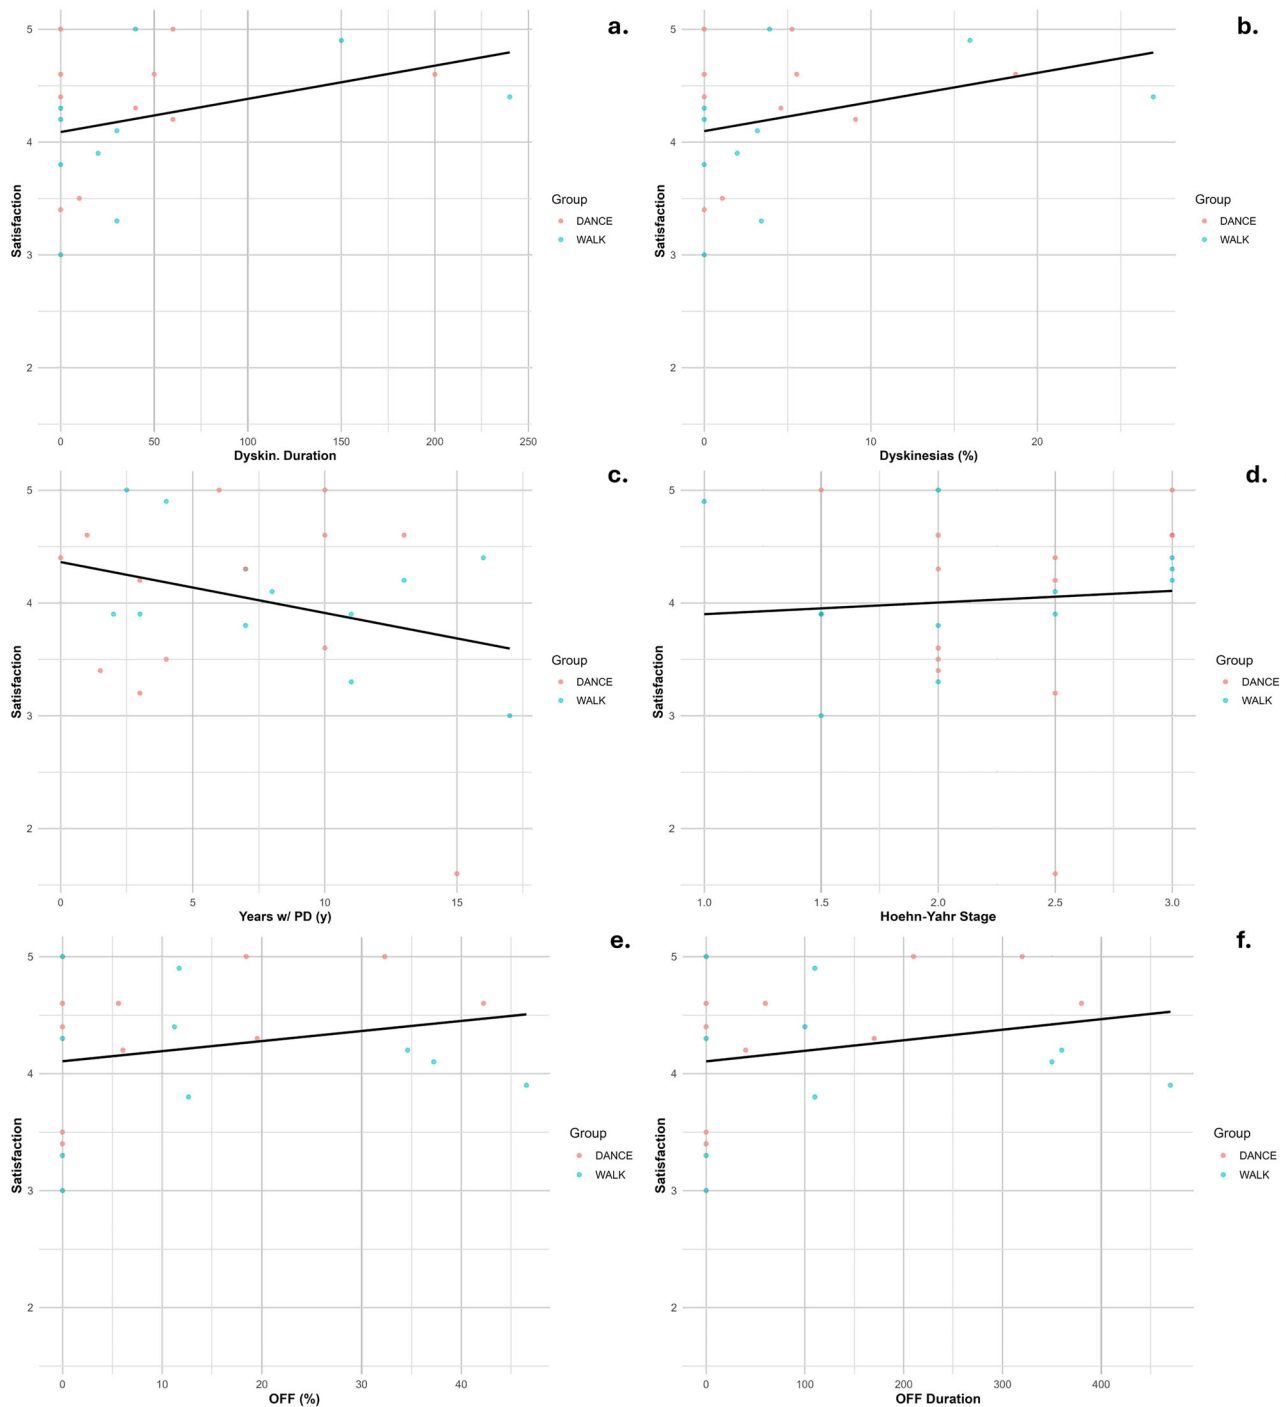 a.
5
4
3
2
Satisfaction
0 50 100 150 200 250
Dyskin. Duration
Group
DANCE
WALK
b.
5
4
3
2
Satisfaction
0 10 20
Dyskinesias (%)
Group
DANCE
WALK
c.
5
4
3
2
Satisfaction
0 5 10 15
Years w/ PD (y)
Group
DANCE
WALK
d.
5
4
3
2
Satisfaction
1.0 1.5 2.0 2.5 3.0
Hoehn-Yahr Stage
Group
DANCE
WALK
e.
5
4
3
2
Satisfaction
0 10 20 30 40
OFF (%)
Group
DANCE
WALK
f.
5
4
3
2
Satisfaction
0 100 200 300 400
OFF Duration
Group
DANCE
WALK